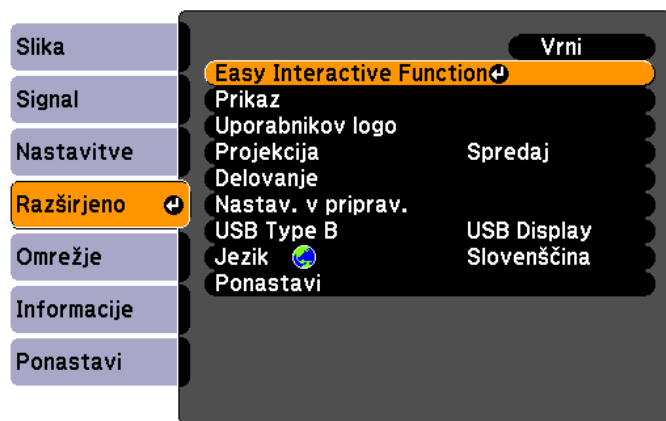 Slika
Signal
Nastavitve
Razširjeno
Omrežje
Informacije
Ponastavi
Vrni
Easy Interactive Function
Prikaz
Uporabnikov logo
Projekcija Spredaj
Delovanje
Nastav. v priprav.
USB Type B USB Display
Jezik Slovenščina
Ponastavi